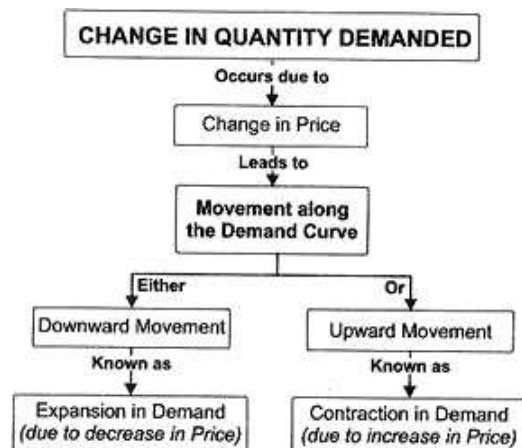 CHANGE IN QUANTITY DEMANDED
Occurs due to
Change in Price
Leads to
Movement along
the Demand Curve
Either
Or
Downward Movement
Upward Movement
Known as
Known as
Expansion in Demand
(due to decrease in Price)
Contraction in Demand
(due to increase in Price)